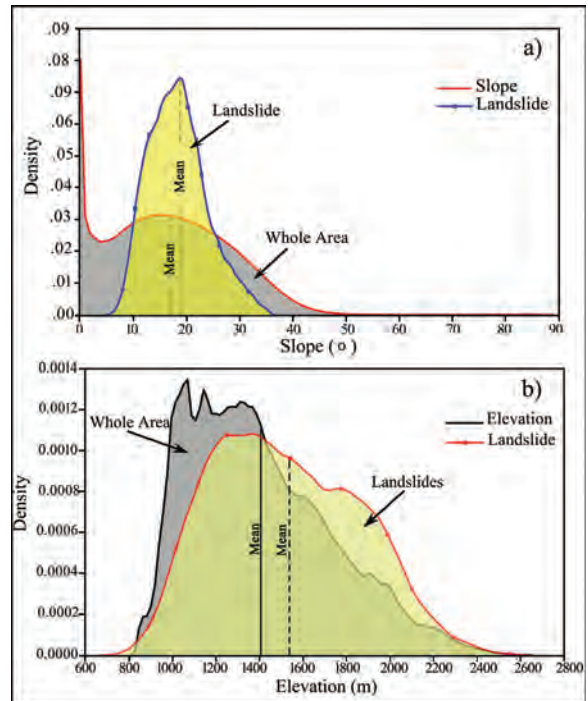 a)
.09
.08
.09
.05
.03
.01
.00
Density
Slope
Landslide
Landslide
Mean
Mean
Whole Area
0 10 20 30 40 50 60 70 80 90
Slope (o)
b)
0.0014
0.0012
0.0010
0.0008
0.0006
0.0004
0.0002
0.0000
Density
Elevation
Landslide
Whole Area
Landslides
Mean
Mean
600 800 1000 1200 1400 1600 1800 2000 2200 2400 2600 2800
Elevation (m)